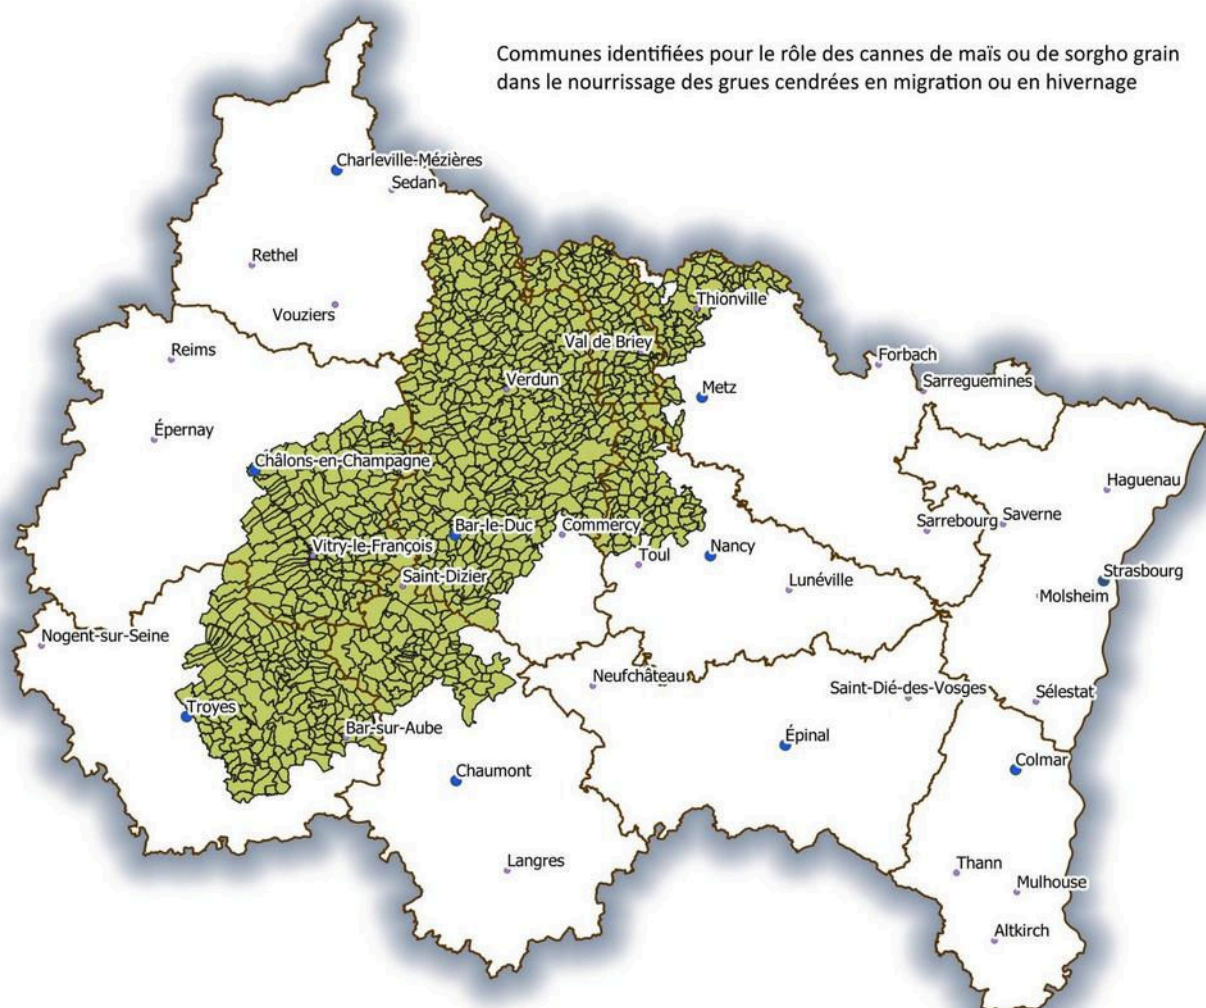 Communes identifiées pour le rôle des cannes de maïs ou de sorgho grain
dans le nourrissage des grues cendrées en migration ou en hivernage
Charleville-Mézières
Sedan
Rethel
Vouziers
Thionville
Reims
Val de Briey
Forbach
Verdun
Sarreguemines
Metz
Épernay
Châlons-en-Champagne
Haguenau
Bar-le-Duc
Commercy
Sarrebourg
Saverne
Vitry-le-François
Toul
Nancy
Saint-Dizier
Lunéville
Strasbourg
Molsheim
Nogent-sur-Seine
Neufchâteau
Saint-Dié-des-Vosges
Sélestat
Troyes
Bar-sur-Aube
Épinal
Chaumont
Colmar
Langres
Thann
Mulhouse
Altkirch